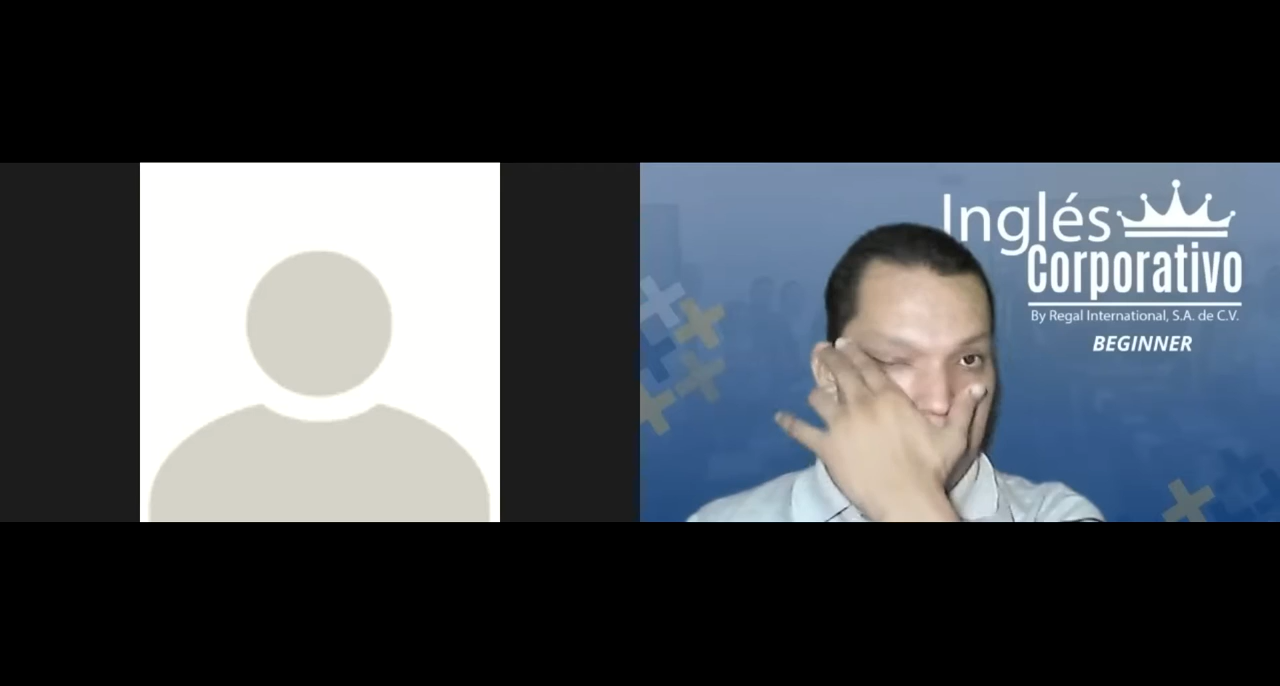 Inglés
Corporativo
By Regal International, S.A. de C.V.
BEGINNER